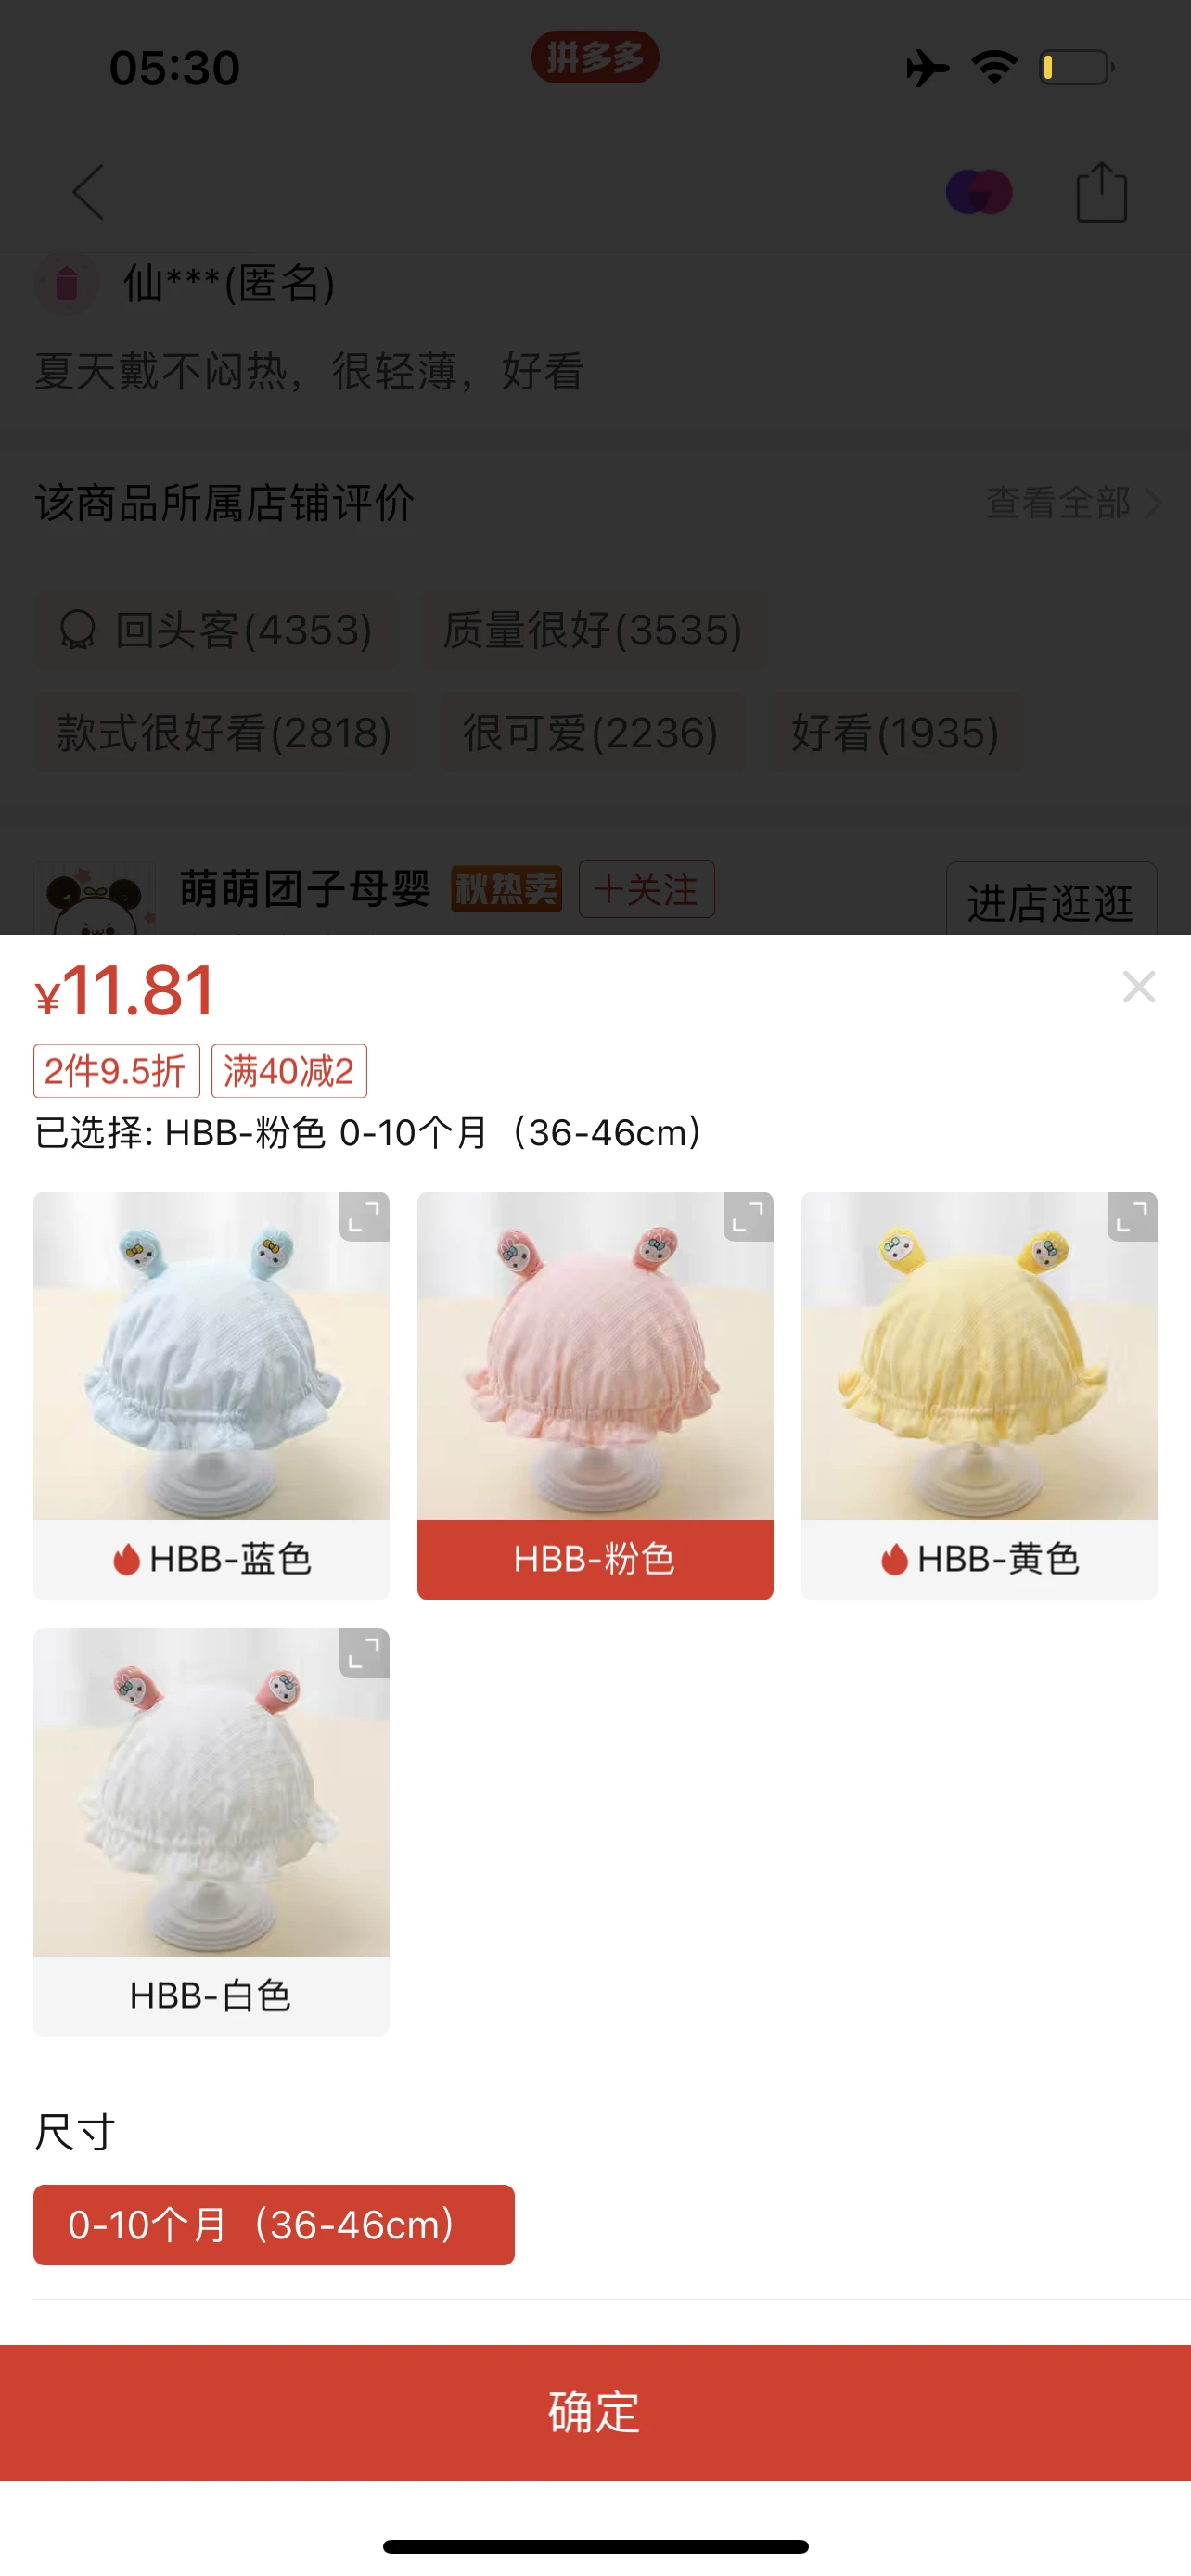 05:30
拼多多
仙***(匿名)
夏天戴不闷热，很轻薄，好看
该商品所属店铺评价
查看全部
回头客(4353)
质量很好(3535)
款式很好看(2818)
很可爱(2236)
好看(1935)
萌萌团子母婴
秋热卖
+关注
进店逛逛
¥11.81
2件9.5折
满40减2
已选择: HBB-粉色 0-10个月（36-46cm）
HBB-蓝色
HBB-粉色
HBB-黄色
HBB-白色
尺寸
0-10个月（36-46cm）
确定